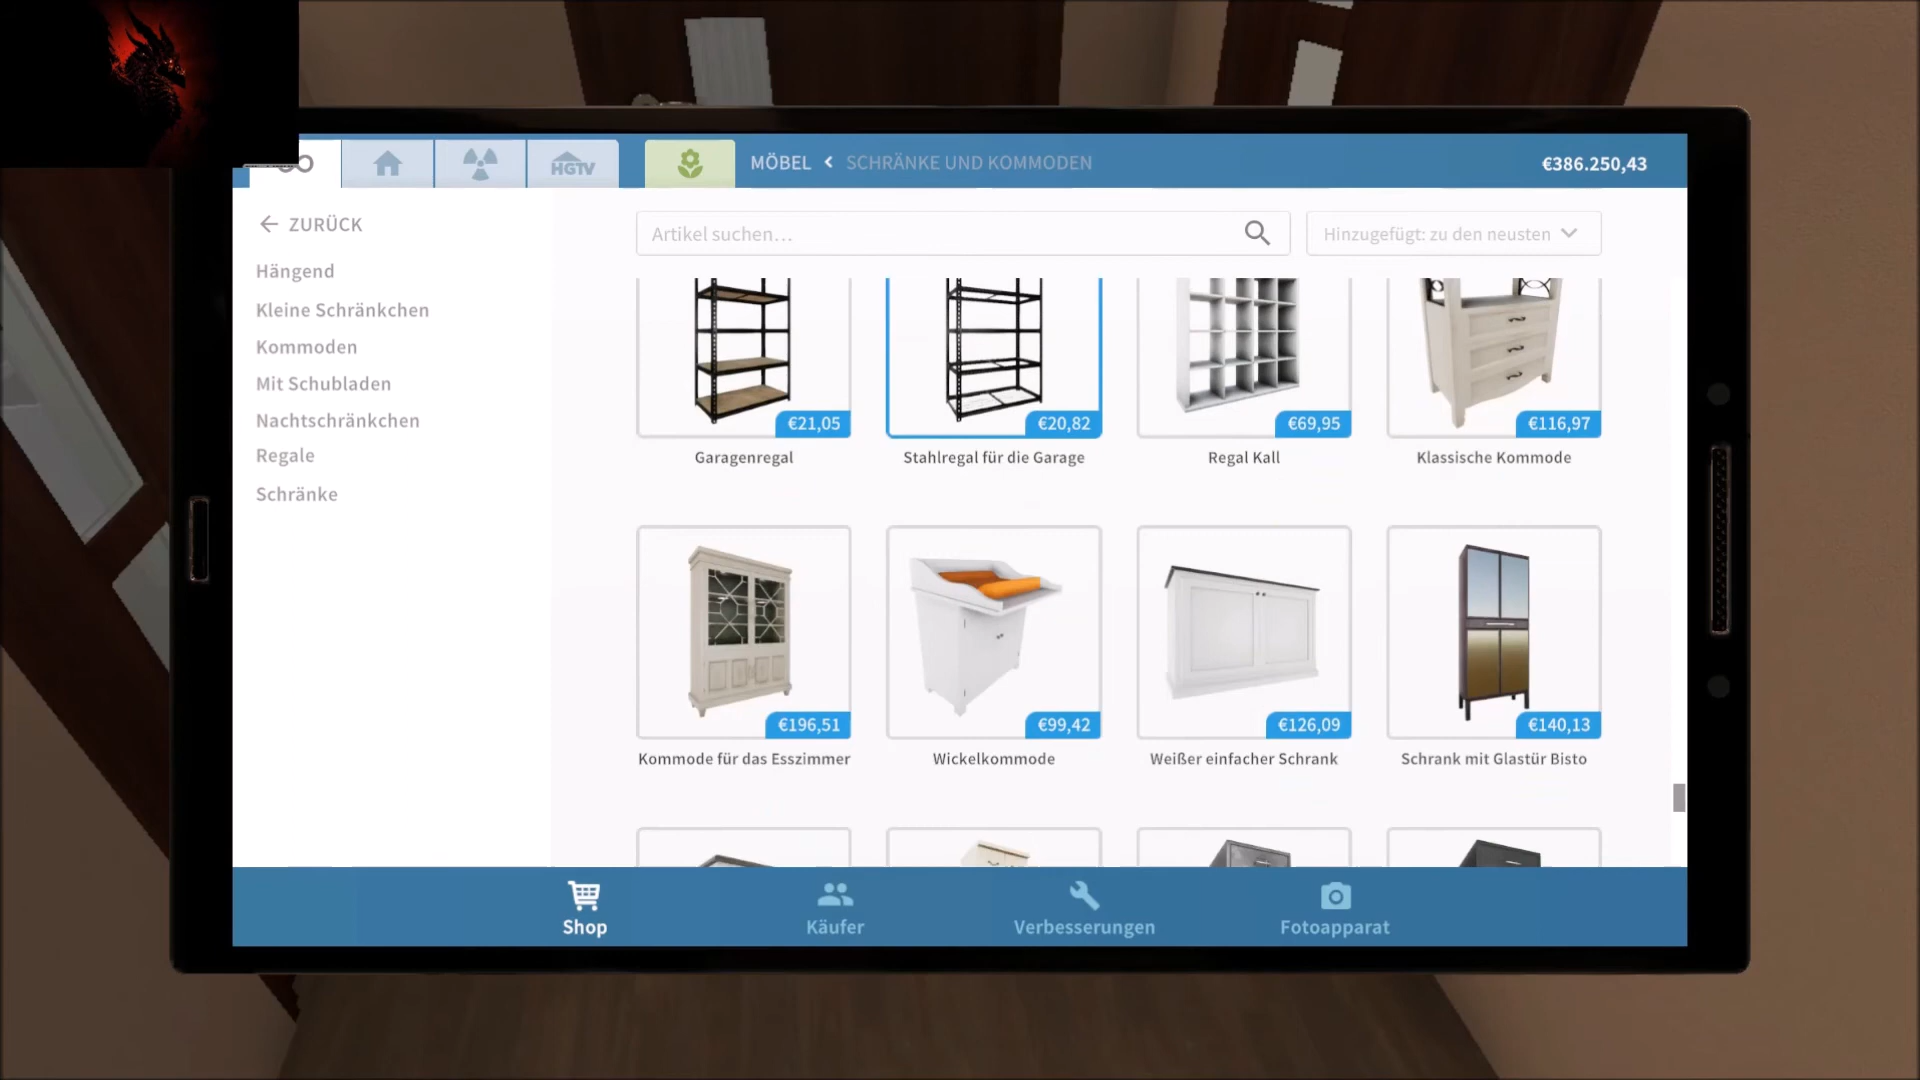 HGTV
MÖBEL < SCHRÄNKE UND KOMMODEN
€386.250,43
ZURÜCK
Hängend
Kleine Schränkchen
Kommoden
Mit Schubladen
Nachtschränkchen
Regale
Schränke
Artikel suchen...
Hinzugefügt: zu den neusten
€21,05
€20,82
€69,95
€116,97
Garagenregal
Stahlregal für die Garage
Regal Kall
Klassische Kommode
€196,51
€99,42
€126,09
€140,13
Kommode für das Esszimmer
Wickelkommode
Weißer einfacher Schrank
Schrank mit Glastür Bisto
Shop
Käufer
Verbesserungen
Fotoapparat